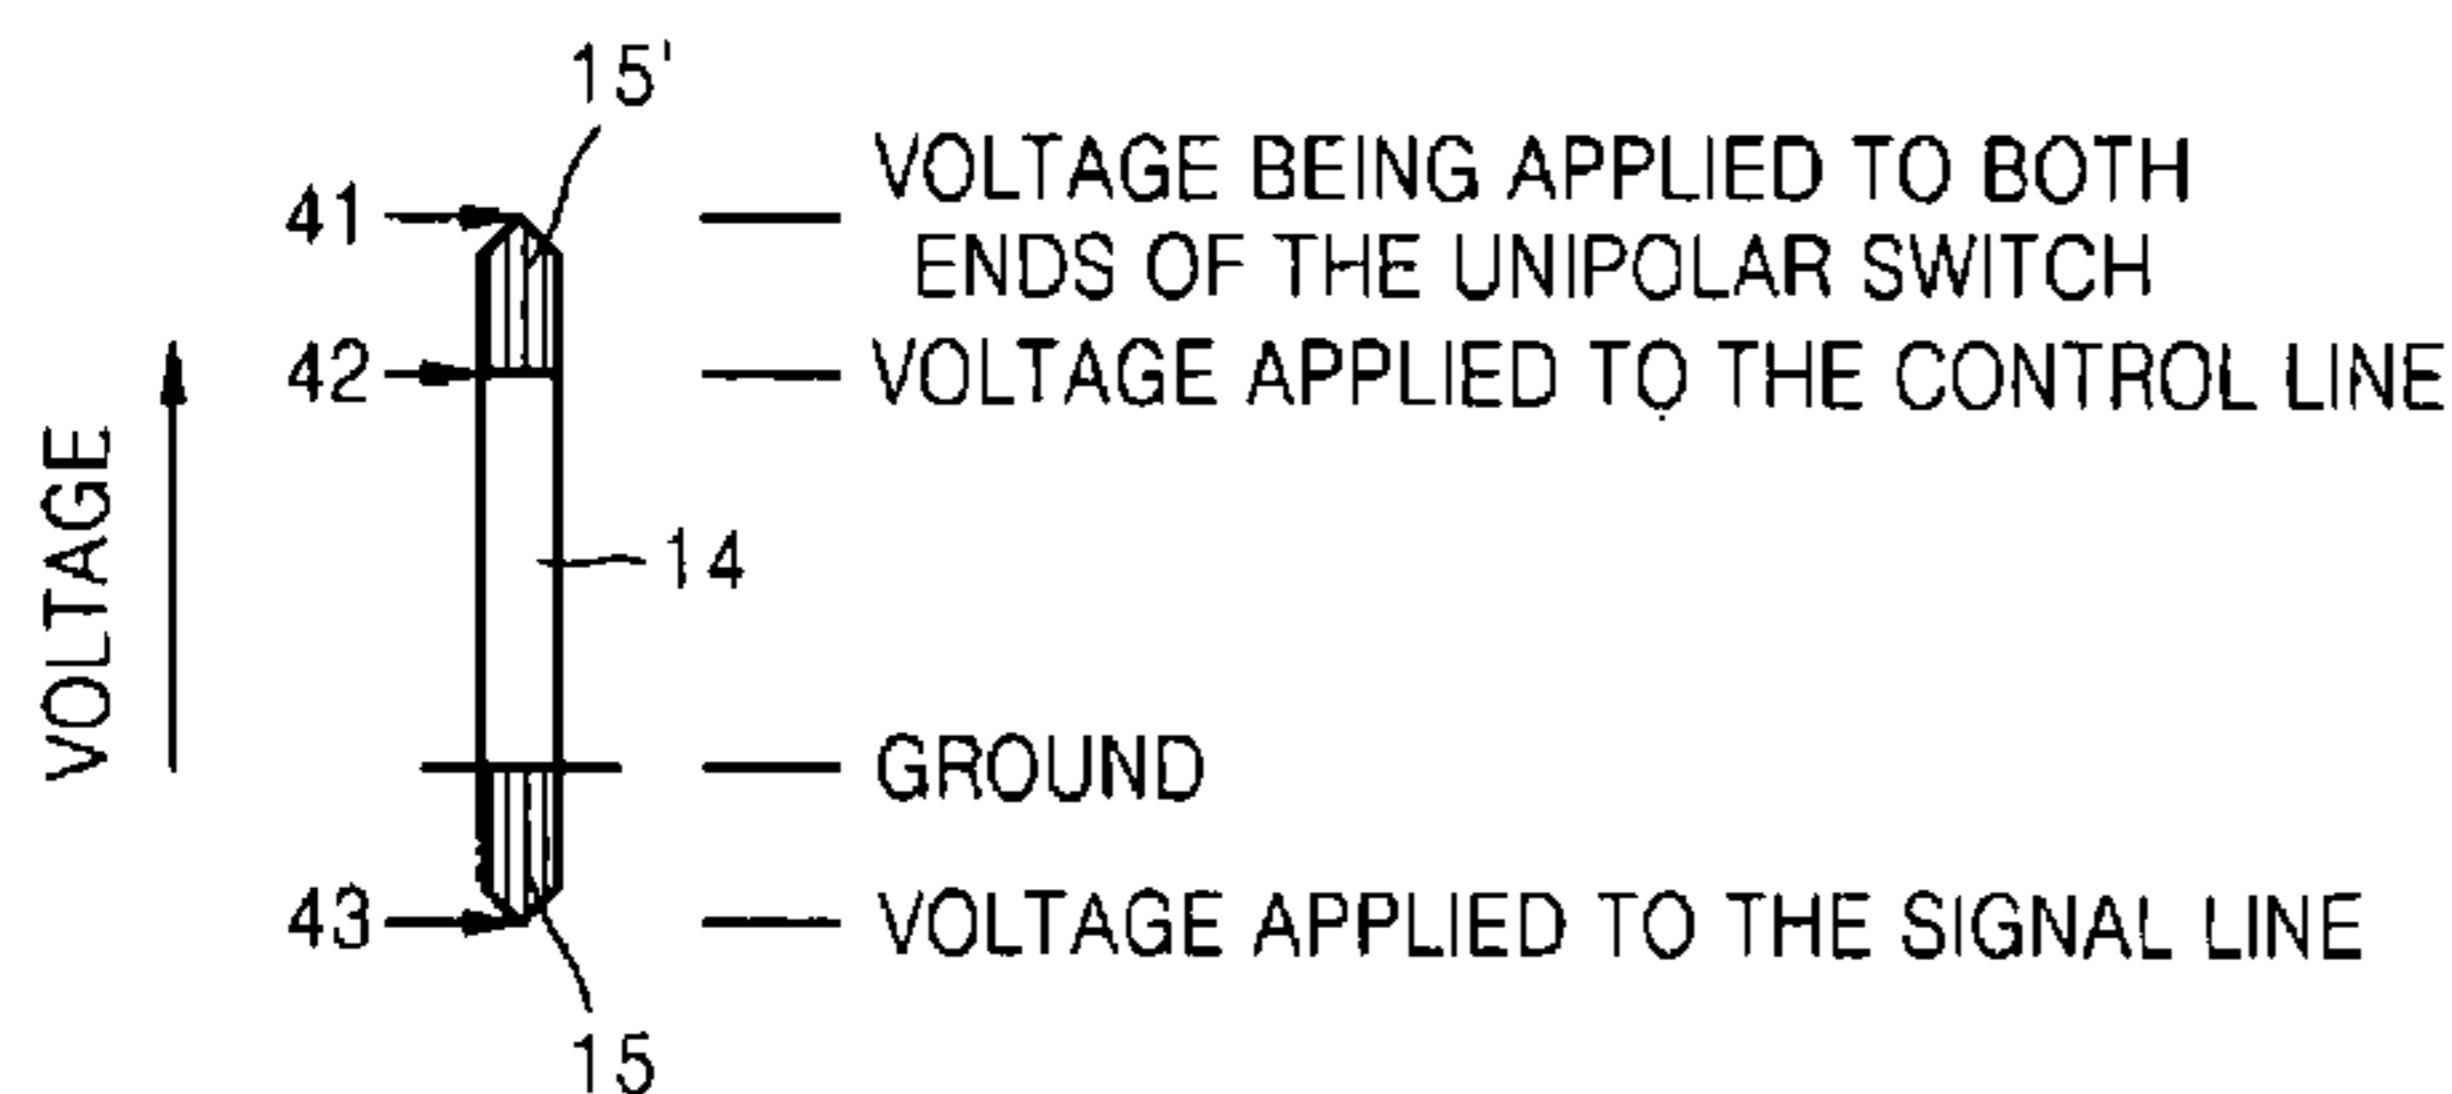 15'
41
VOLTAGE BEING APPLIED TO BOTH
ENDS OF THE UNIPOLAR SWITCH
42
VOLTAGE APPLIED TO THE CONTROL LINE
VOLTAGE
14
GROUND
43
VOLTAGE APPLIED TO THE SIGNAL LINE
15